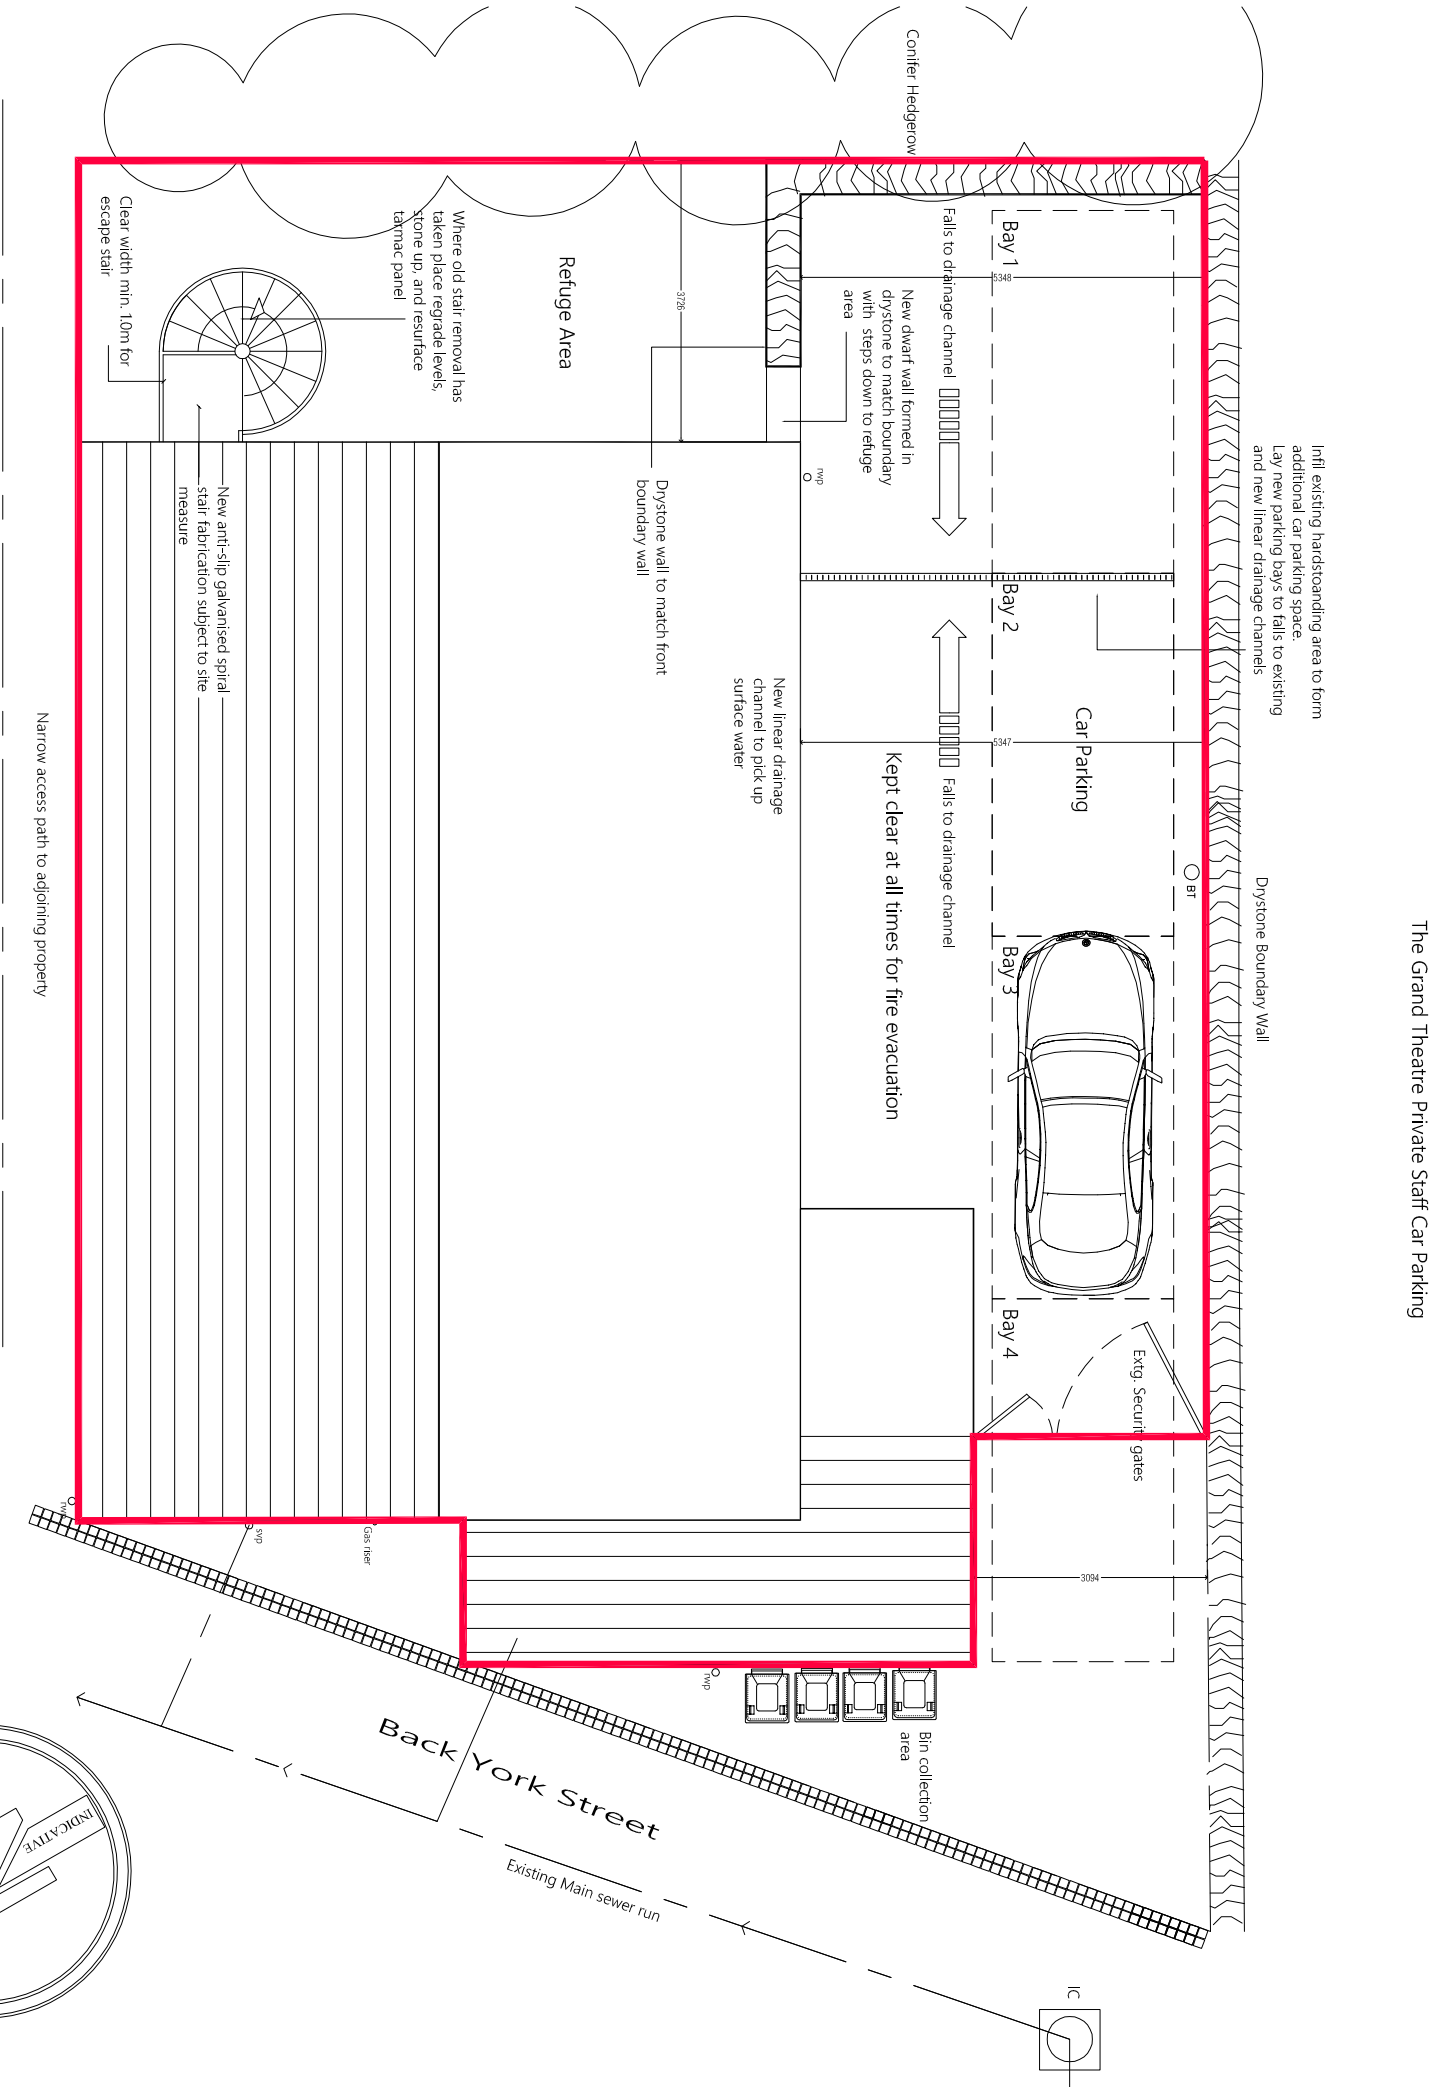 The Grand Theatre Private Staff Car Parking
Infil existing hardstoanding area to form
additional car parking space.
Lay new parking bays to falls to existing
and new linear drainage channels
Drystone Boundary Wall
BT
Conifer Hedgerow
Bay 1
Bay 2
Bay 3
Bay 4
Car Parking
Extg. Security gates
5348
5347
3094
3726
Falls to drainage channel
Falls to drainage channel
New dwarf wall formed in
drystone to match boundary
with steps down to refuge
area
Kept clear at all times for fire evacuation
rwp
New linear drainage
channel to pick up
surface water
Drystone wall to match front
boundary wall
Refuge Area
Where old stair removal has
taken place regrade levels,
stone up, and resurface
tarmac panel
Clear width min. 1.0m for
escape stair
New anti-slip galvanised spiral
stair fabrication subject to site
measure
Narrow access path to adjoining property
rwp
svp
Gas riser
rwp
Bin collection
area
Back York Street
Existing Main sewer run
IC
INDICATIVE